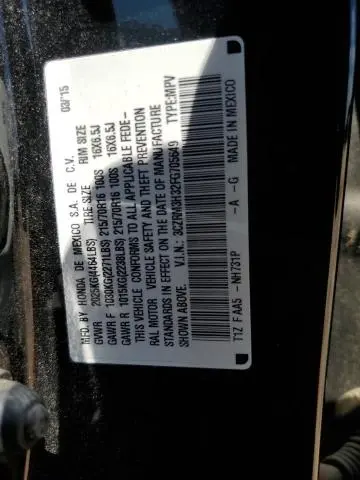 MFD. BY HONDA DE MEXICO S.A. DE C.V. 03/15
GVWR 2025KG(4464LBS) TIRE SIZE RIM SIZE
GAWR F 1030KG(2271LBS) 215/70R16 100S 16X6.5J
GAWR R 1015KG(2238LBS) 215/70R16 100S 16X6.5J
THIS VEHICLE CONFORMS TO ALL APPLICABLE FEDE-
RAL MOTOR VEHICLE SAFETY AND THEFT PREVENTION
STANDARDS IN EFFECT ON THE DATE OF MANUFACTURE
SHOWN ABOVE.
V.I.N.: 3CZRM3H32FG705649 TYPE:MPV
T1Z FAA5 -NH731P -A -G MADE IN MEXICO